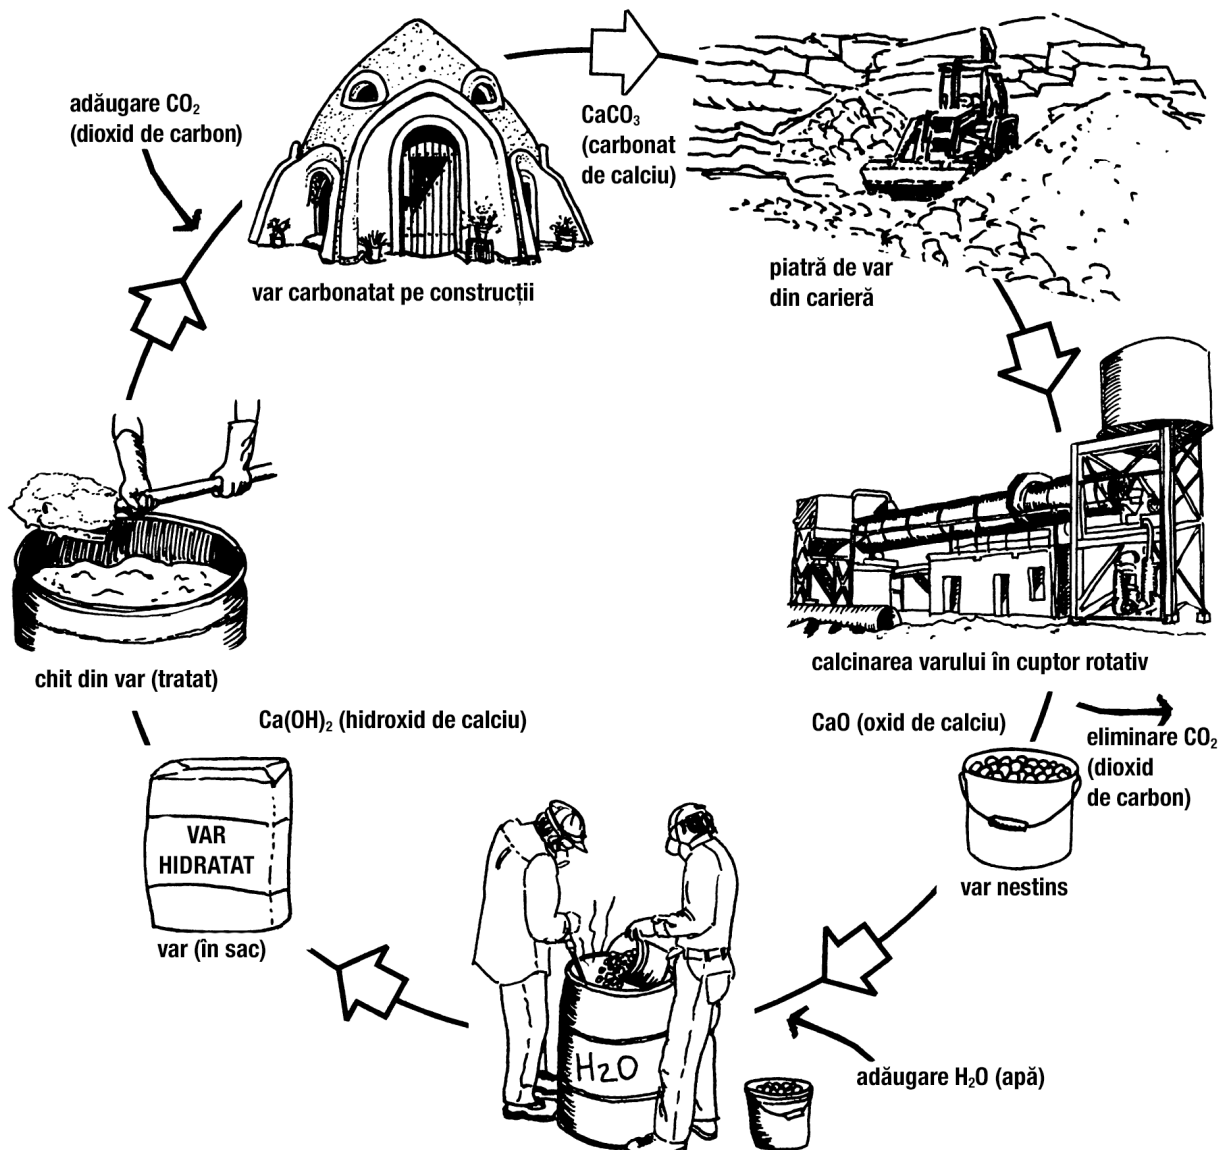 adăugare CO₂
(dioxid de carbon)
var carbonatat pe construcții
CaCO₃
(carbonat
de calciu)
piatră de var
din carieră
calcinarea varului în cuptor rotativ
CaO (oxid de calciu)
eliminare CO₂
(dioxid
de carbon)
var nestins
adăugare H₂O (apă)
H₂O
Ca(OH)₂ (hidroxid de calciu)
VAR
HIDRATAT
var (în sac)
chit din var (tratat)